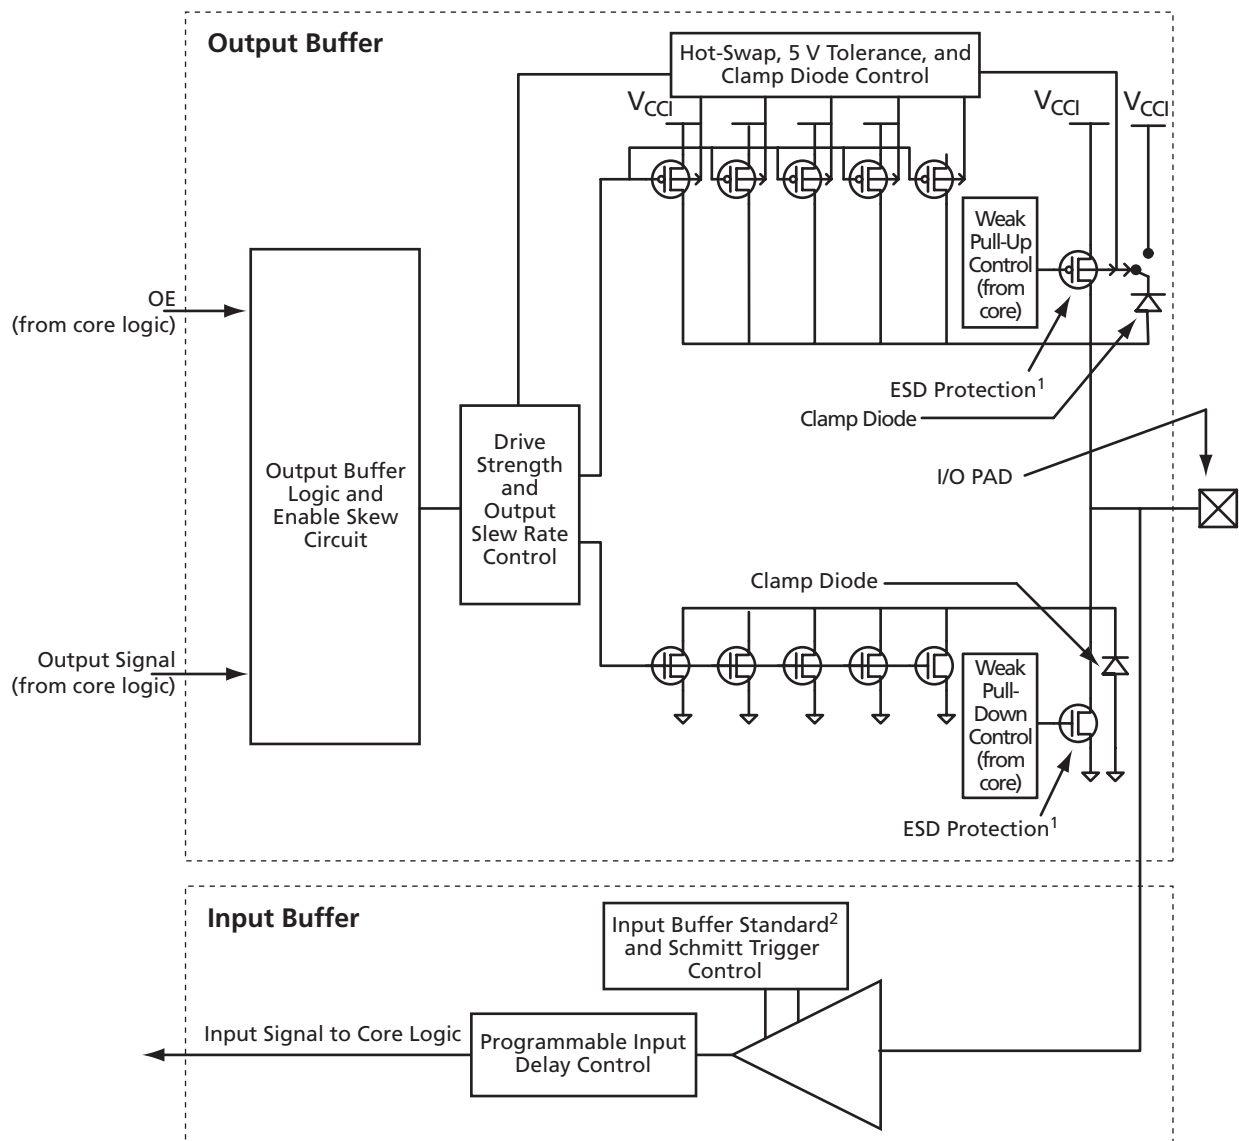 Output Buffer
Hot-Swap, 5 V Tolerance, and
Clamp Diode Control
VCCI
VCCI
VCCI
Weak
Pull-Up
Control
(from
core)
OE
(from core logic)
ESD Protection1
Clamp Diode
I/O PAD
Drive
Strength
and
Output
Slew Rate
Control
Output Buffer
Logic and
Enable Skew
Circuit
Clamp Diode
Output Signal
(from core logic)
Weak
Pull-
Down
Control
(from
core)
ESD Protection1
Input Buffer
Input Buffer Standard2
and Schmitt Trigger
Control
Input Signal to Core Logic
Programmable Input
Delay Control